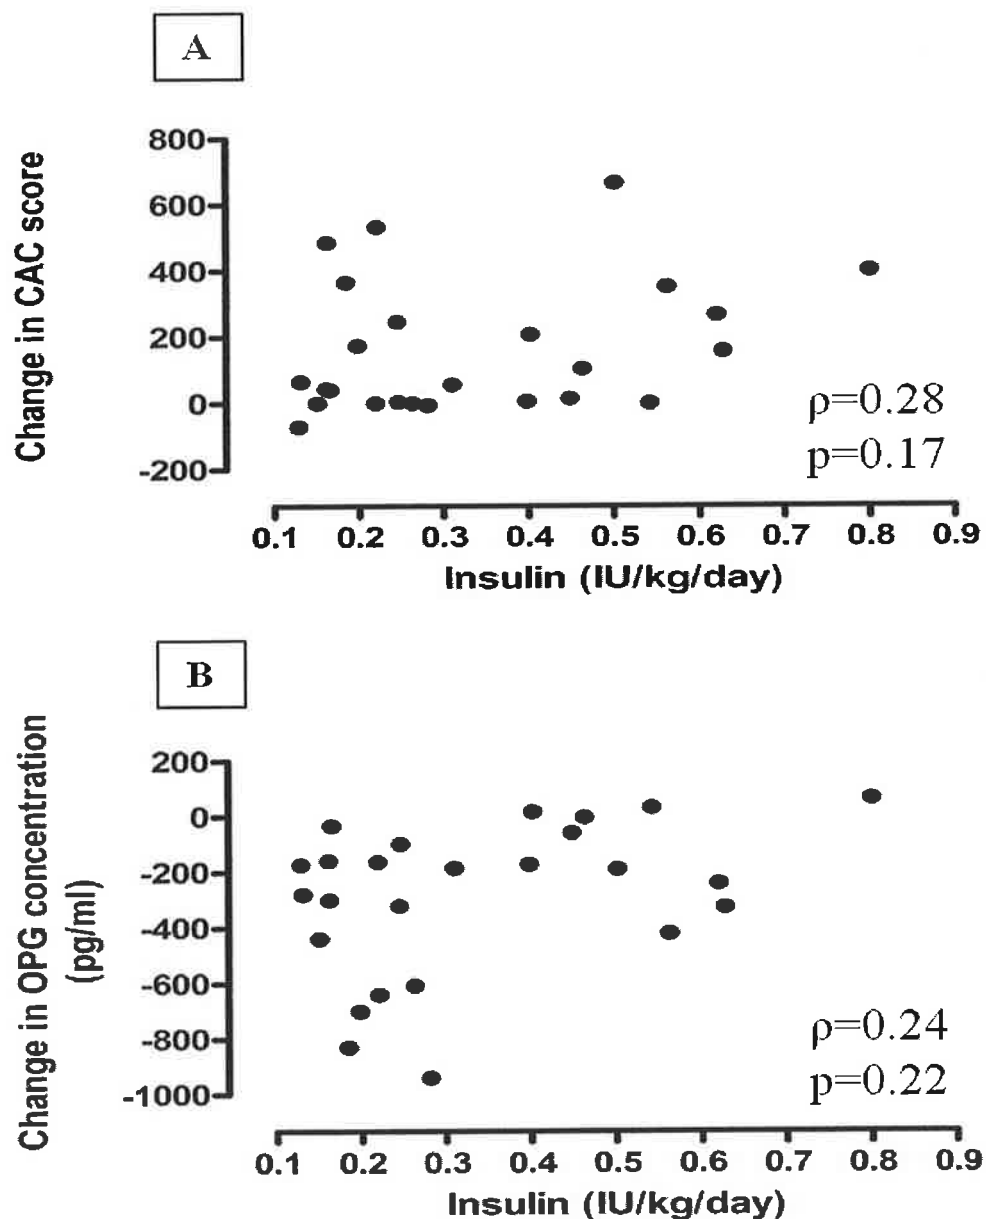 A
Change in CAC score
800
600
400
200
0
-200
ρ=0.28
p=0.17
0.1 0.2 0.3 0.4 0.5 0.6 0.7 0.8 0.9
Insulin (IU/kg/day)
B
Change in OPG concentration
(pg/ml)
200
0
-200
-400
-600
-800
-1000
ρ=0.24
p=0.22
0.1 0.2 0.3 0.4 0.5 0.6 0.7 0.8 0.9
Insulin (IU/kg/day)